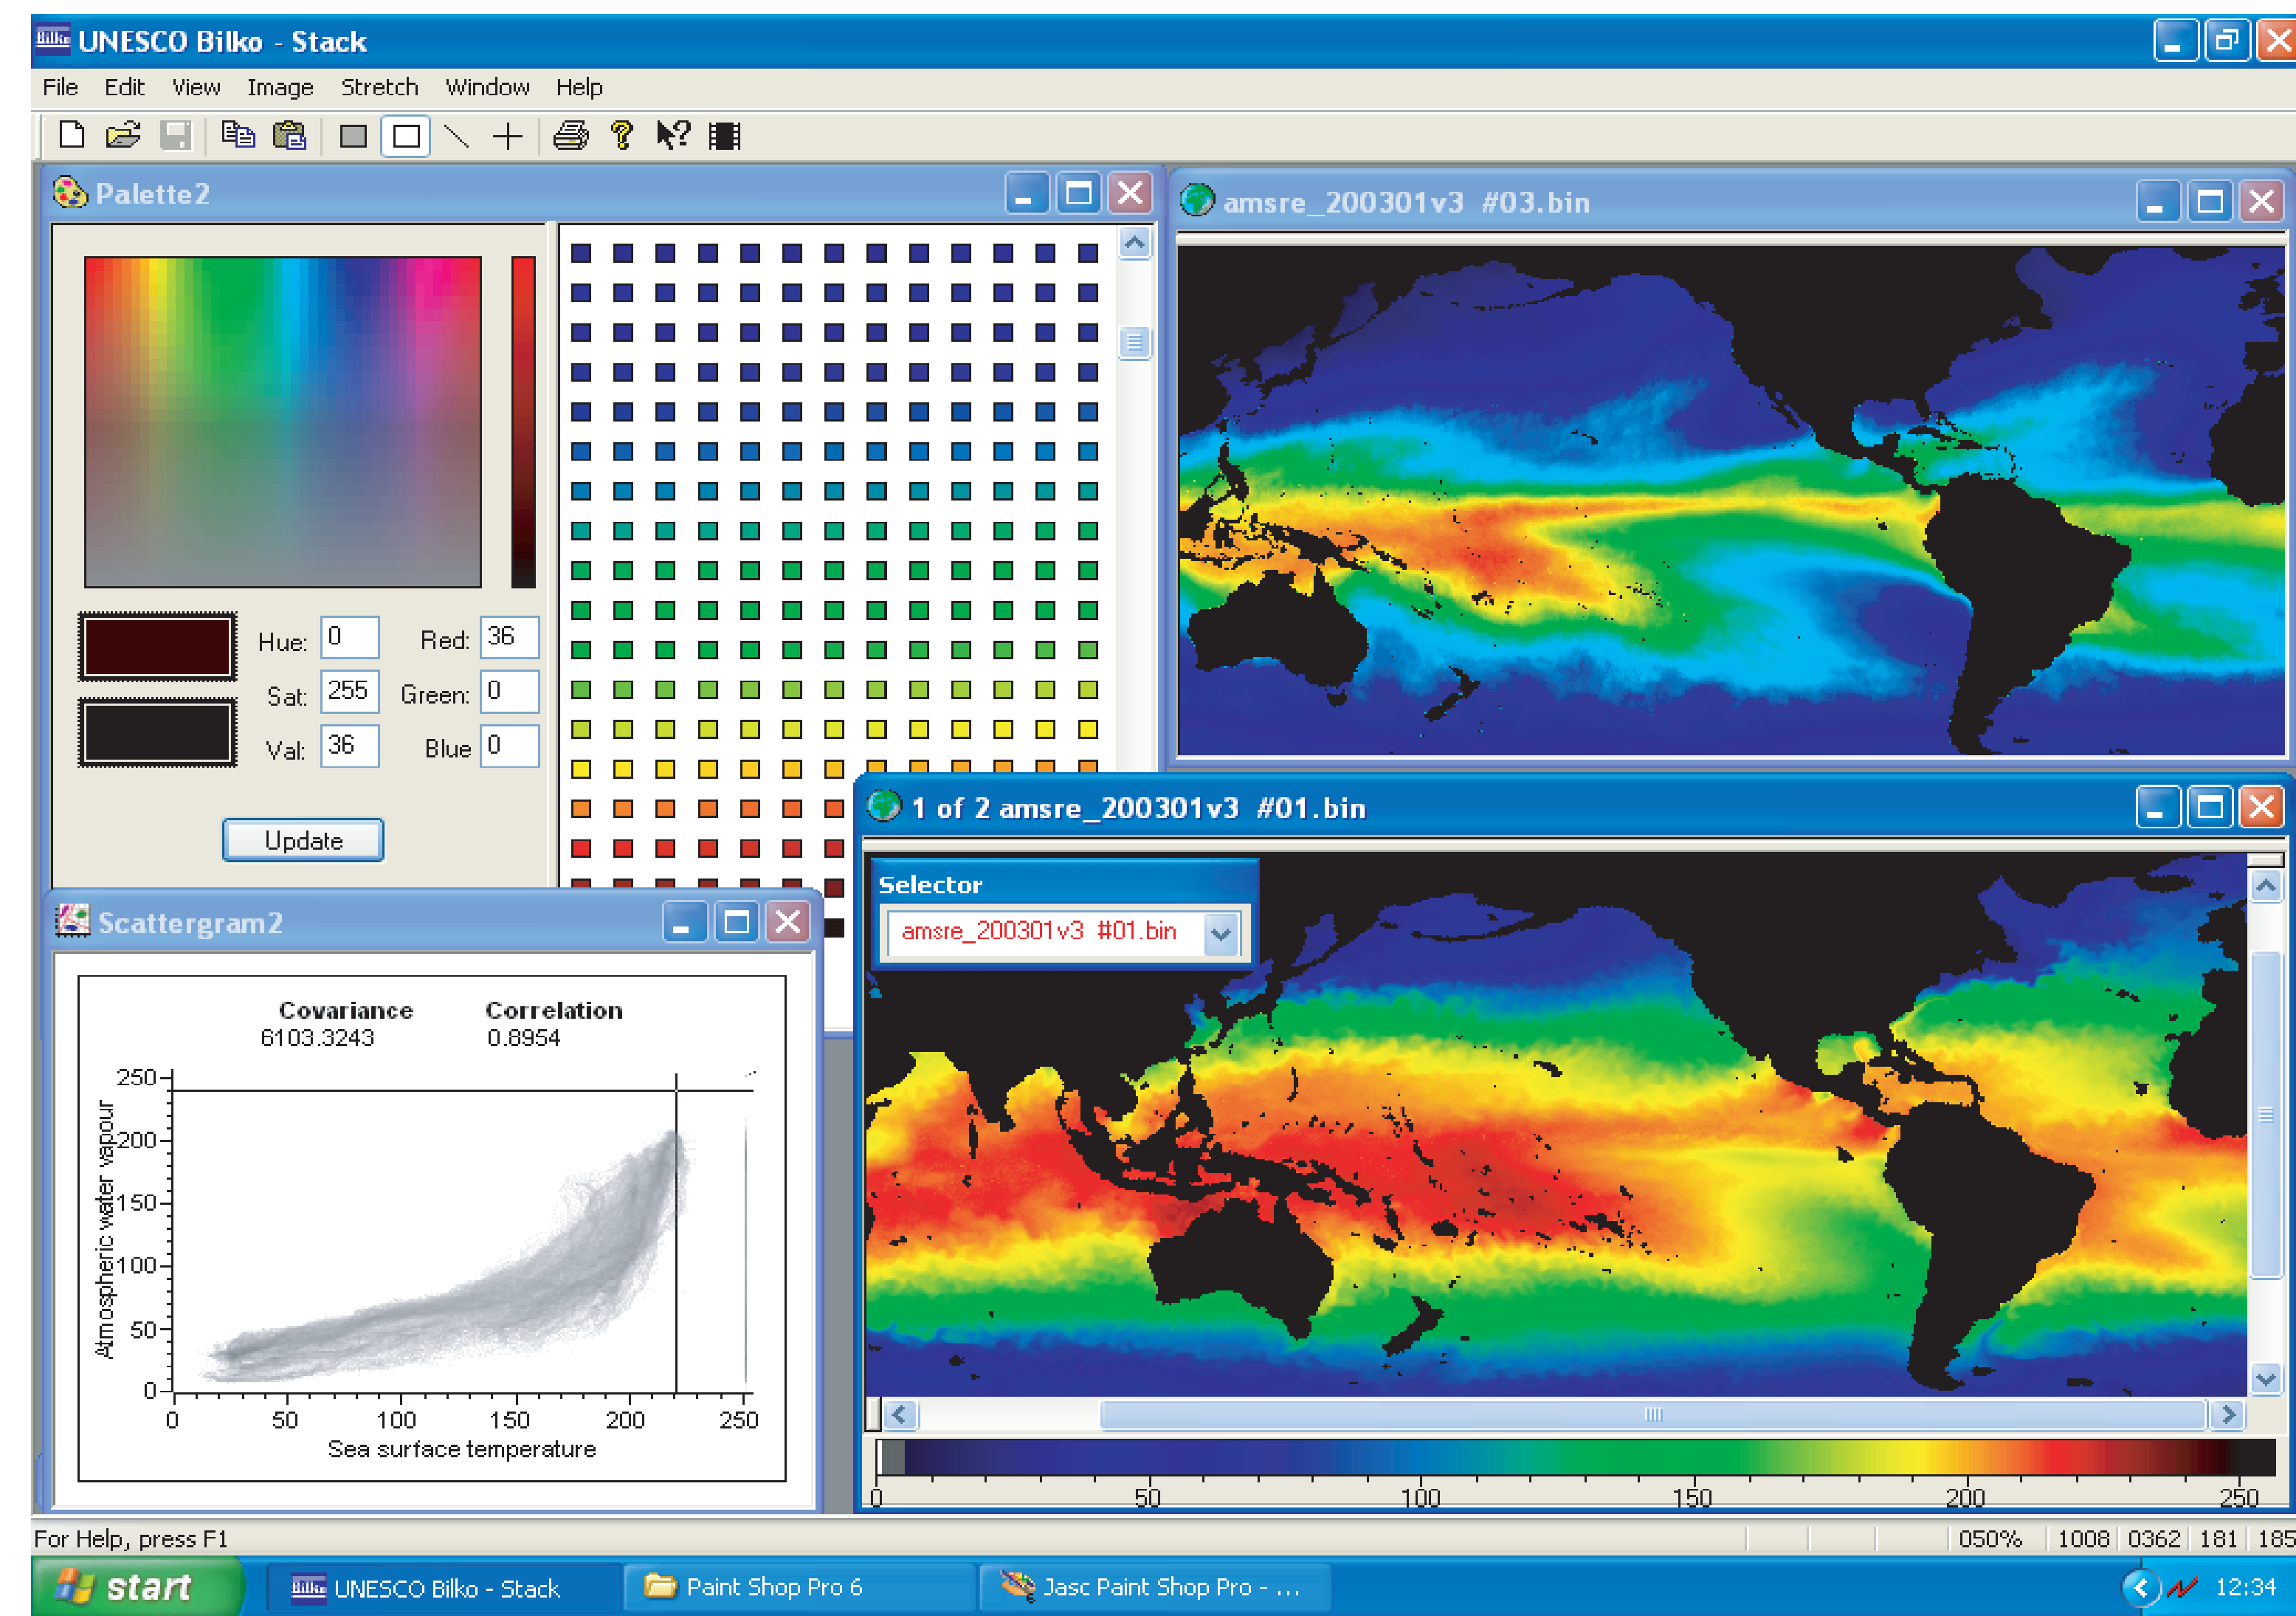 Bilko UNESCO Bilko - Stack
File Edit View Image Stretch Window Help
Palette2
Hue: 0 Red: 36
Sat: 255 Green: 0
Val: 36 Blue 0
Update
amsre_200301v3 #03.bin
1 of 2 amsre_200301v3 #01.bin
Selector
amsre_200301v3 #01.bin
0 50 100 150 200 250
Scattergram2
Covariance Correlation
6103.3243 0.8954
Atmospheric water vapour
250
200
150
100
50
0
0 50 100 150 200 250
Sea surface temperature
For Help, press F1 050% 1008 0362 181 185
start Bilko UNESCO Bilko - Stack Paint Shop Pro 6 Jasc Paint Shop Pro - ... 12:34